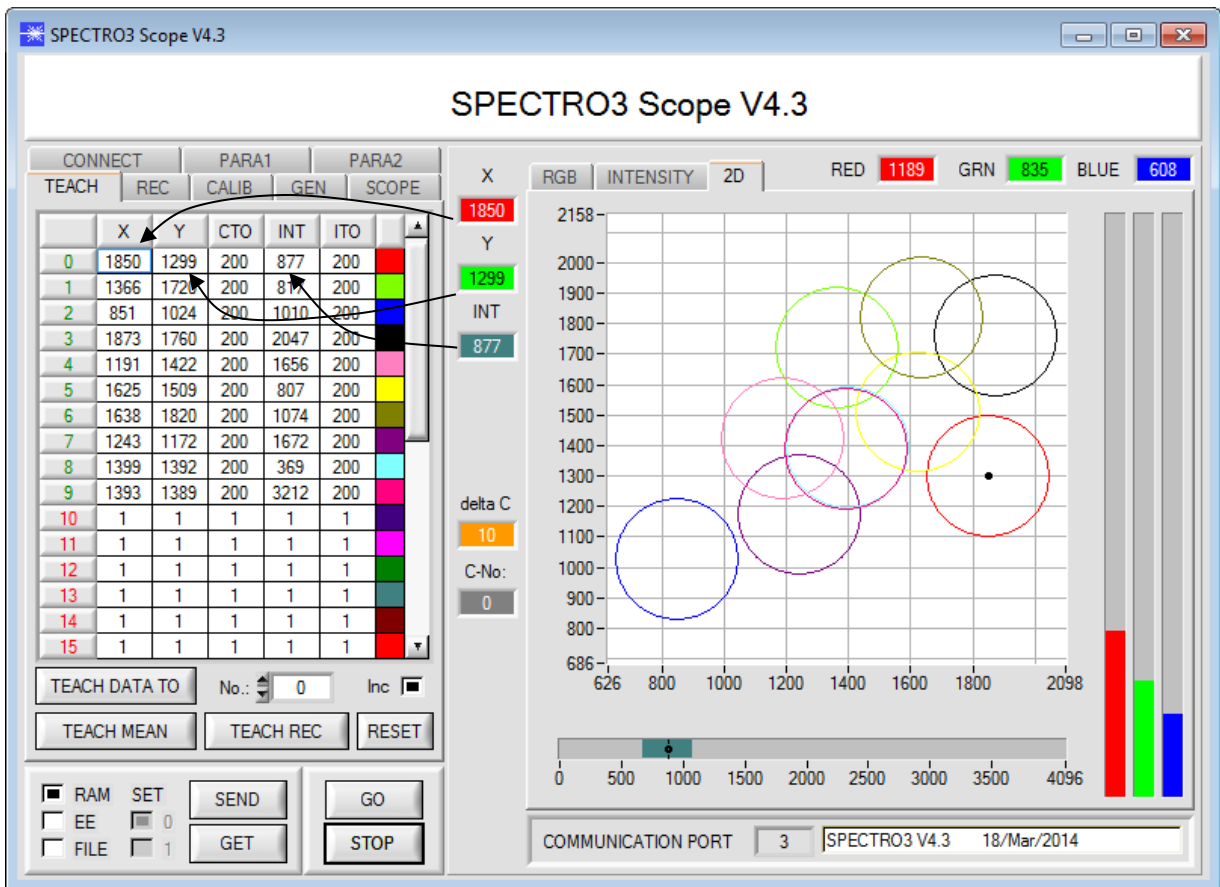 SPECTRO3 Scope V4.3
SPECTRO3 Scope V4.3
CONNECT PARA1 PARA2
TEACH REC CALIB GEN SCOPE
X Y CTO INT ITO
0 1850 1299 200 877 200
1 1366 1720 200 817 200
2 851 1024 200 1010 200
3 1873 1760 200 2047 200
4 1191 1422 200 1656 200
5 1625 1509 200 807 200
6 1638 1820 200 1074 200
7 1243 1172 200 1672 200
8 1399 1392 200 369 200
9 1393 1389 200 3212 200
10 1 1 1 1 1
11 1 1 1 1 1
12 1 1 1 1 1
13 1 1 1 1 1
14 1 1 1 1 1
15 1 1 1 1 1
TEACH DATA TO No.: 0 Inc
TEACH MEAN TEACH REC RESET
RAM SET SEND GO
EE 0
FILE 1 GET STOP
X
1850
Y
1299
INT
877
delta C
10
C-No:
0
RGB INTENSITY 2D RED 1189 GRN 835 BLUE 608
2158
2000
1900
1800
1700
1600
1500
1400
1300
1200
1100
1000
900
800
686
626 800 1000 1200 1400 1600 1800 2098
0 500 1000 1500 2000 2500 3000 3500 4096
COMMUNICATION PORT 3 SPECTRO3 V4.3 18/Mar/2014